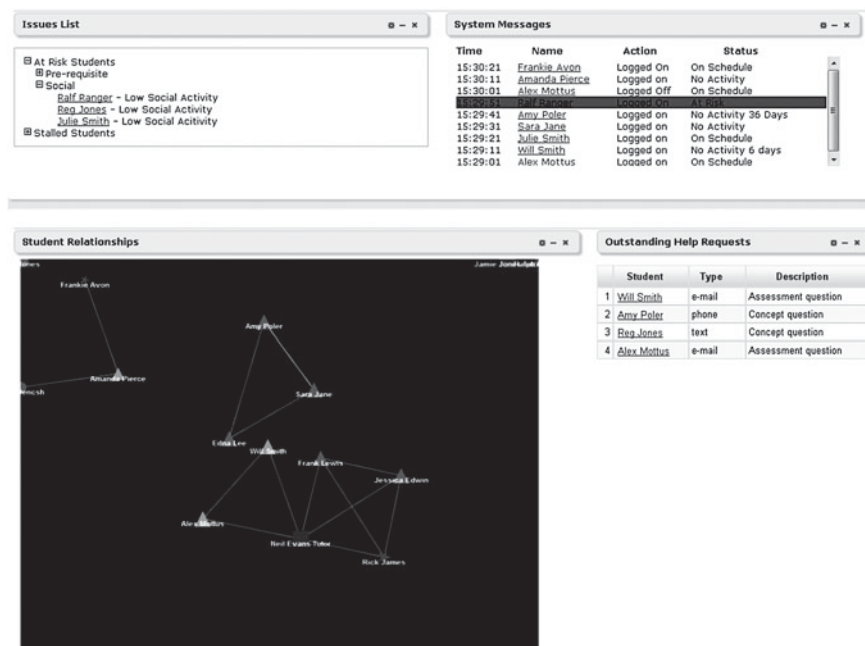 Issues List
At Risk Students
Pre-requisite
Social
Ralf Ranger - Low Social Activity
Reg Jones - Low Social Activity
Julie Smith - Low Social Acitivity
Stalled Students
System Messages
Time Name Action Status
15:30:21 Frankie Avon Logged On On Schedule
15:30:11 Amanda Pierce Logged on No Activity
15:30:01 Alex Mottus Logged Off On Schedule
15:29:51 Ralf Ranger Logged On At Risk
15:29:41 Amy Poler Logged on No Activity 36 Days
15:29:31 Sara Jane Logged on No Activity
15:29:21 Julie Smith Logged on On Schedule
15:29:11 Will Smith Logged on No Activity 6 days
15:29:01 Alex Mottus Logged on On Schedule
Student Relationships
Jamie
Frankie Avon
Amy Poler
Amanda Pierce
Sara Jane
Edna Lee
Will Smith
Frank Lewis
Jessica Edwin
Alex Mottus
Neil Evans Tutor
Rick James
Outstanding Help Requests
Student Type Description
1 Will Smith e-mail Assessment question
2 Amy Poler phone Concept question
3 Reg Jones text Concept question
4 Alex Mottus e-mail Assessment question